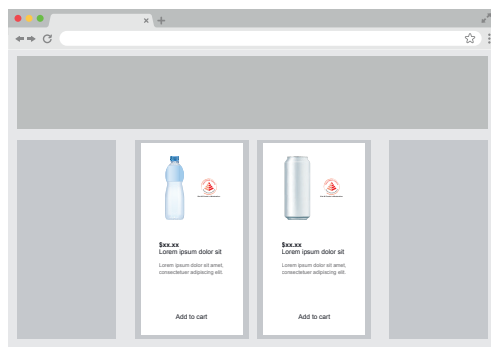 $xx.xx
Lorem ipsum dolor sit
Lorem ipsum dolor sit amet,
consectetuer adipiscing elit.
Add to cart
$xx.xx
Lorem ipsum dolor sit
Lorem ipsum dolor sit amet,
consectetuer adipiscing elit.
Add to cart